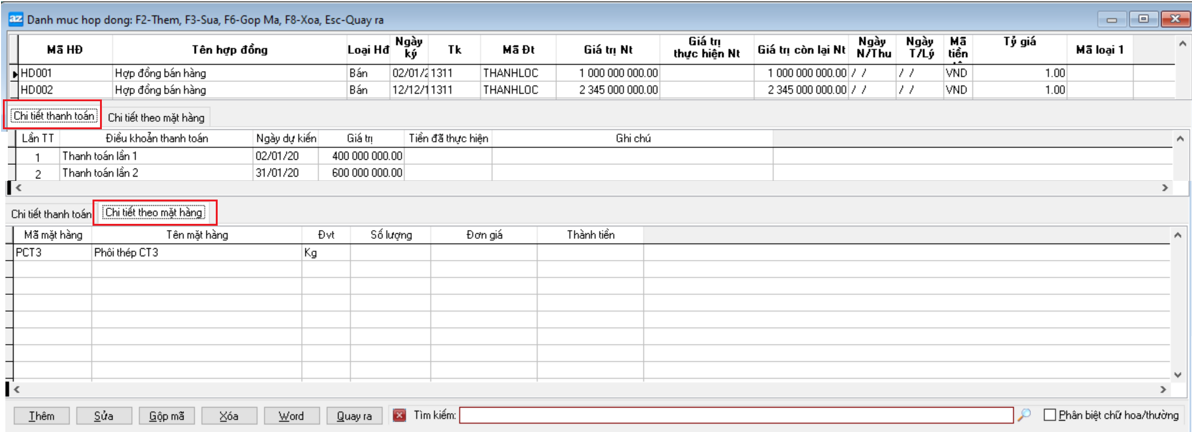 az Danh muc hop dong: F2-Them, F3-Sua, F6-Gop Ma, F8-Xoa, Esc-Quay ra
Mã HĐ Tên hợp đồng Loại Hđ Ngày ký Tk Mã Đt Giá trị Nt Giá trị thực hiện Nt Giá trị còn lại Nt Ngày N/Thu Ngày T/Lý Mã tiền Tỷ giá Mã loại 1
HD001 Hợp đồng bán hàng Bán 02/01/2 1311 THANHLOC 1 000 000 000.00 1 000 000 000.00 / / / / VND 1.00
HD002 Hợp đồng bán hàng Bán 12/12/1 1311 THANHLOC 2 345 000 000.00 2 345 000 000.00 / / / / VND 1.00
Chi tiết thanh toán Chi tiết theo mặt hàng
Lần TT Điều khoản thanh toán Ngày dự kiến Giá trị Tiền đã thực hiện Ghi chú
1 Thanh toán lần 1 02/01/20 400 000 000.00
2 Thanh toán lần 2 31/01/20 600 000 000.00
Chi tiết thanh toán Chi tiết theo mặt hàng
Mã mặt hàng Tên mặt hàng Đvt Số lượng Đơn giá Thành tiền
PCT3 Phôi thép CT3 Kg
Thêm Sửa Gộp mã Xóa Word Quay ra Tìm kiếm: Phân biệt chữ hoa/thường